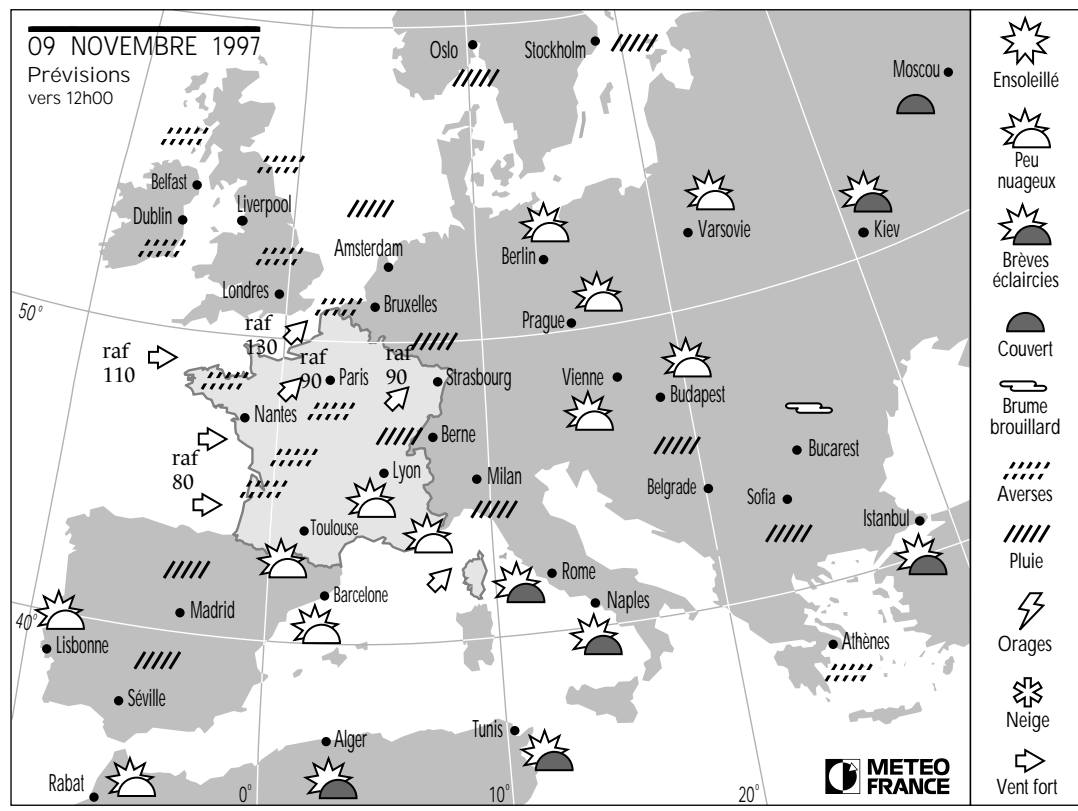 09 NOVEMBRE 1997
Prévisions
vers 12h00
Oslo
Stockholm
Moscou
Belfast
Dublin
Liverpool
Amsterdam
Londres
Bruxelles
Berlin
Varsovie
Kiev
Prague
50°
raf
130
raf
110
raf
90
raf
90
Paris
Strasbourg
Vienne
Budapest
Nantes
Berne
Bucarest
raf
80
Lyon
Milan
Belgrade
Sofia
Istanbul
Toulouse
Rome
Barcelone
Naples
Madrid
40°
Lisbonne
Athènes
Séville
Alger
Tunis
Rabat
0°
10°
20°
METEO
FRANCE
Ensoleillé
Peu
nuageux
Brèves
éclaircies
Couvert
Brume
brouillard
Averses
Pluie
Orages
Neige
Vent fort